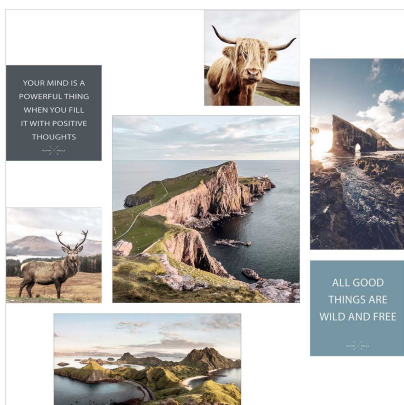 YOUR MIND IS A
POWERFUL THING
WHEN YOU FILL
IT WITH POSITIVE
THOUGHTS
ALL GOOD
THINGS ARE
WILD AND FREE